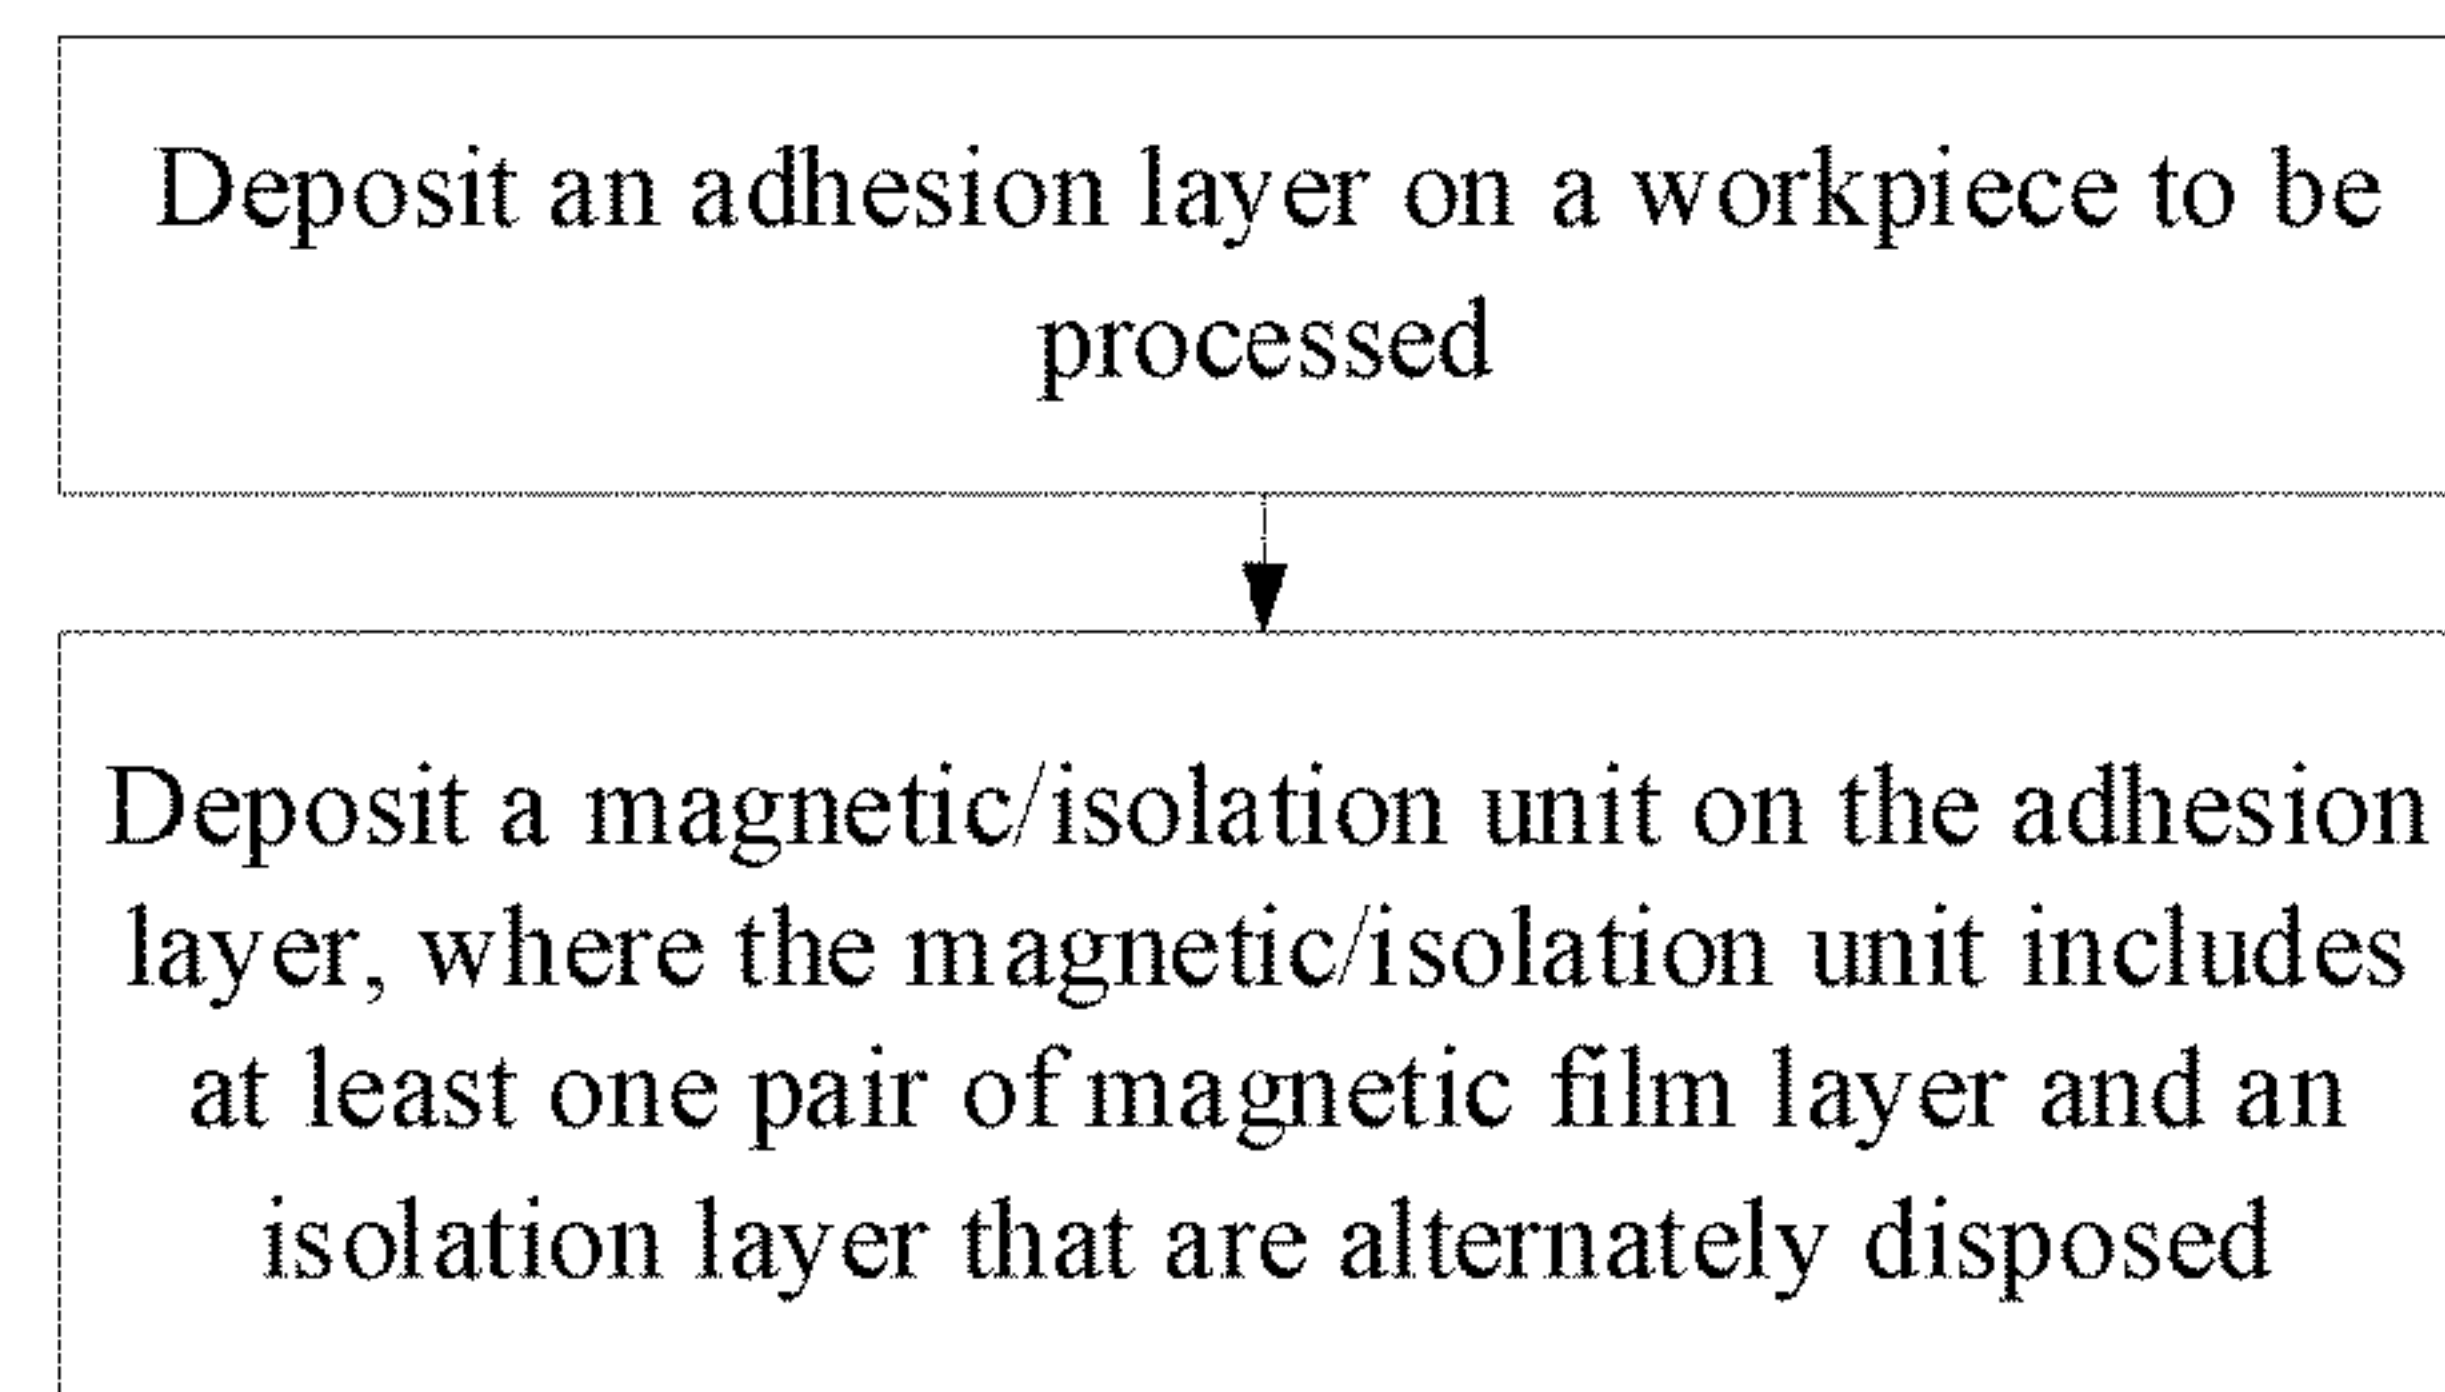 Deposit an adhesion layer on a workpiece to be
processed
Deposit a magnetic/isolation unit on the adhesion
layer, where the magnetic/isolation unit includes
at least one pair of magnetic film layer and an
isolation layer that are alternately disposed